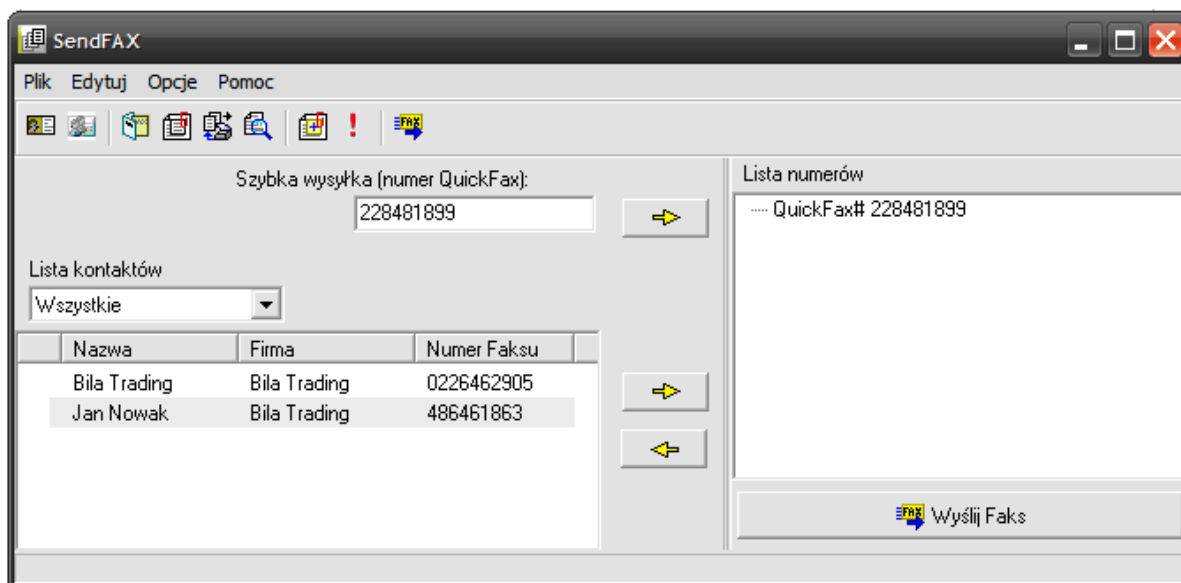 SendFAX
Plik Edytuj Opcje Pomoc
Szybka wysyłka (numer QuickFax):
228481899
Lista kontaktów
Wszystkie
Nazwa Firma Numer Faksu
Bila Trading Bila Trading 0226462905
Jan Nowak Bila Trading 486461863
Lista numerów
QuickFax# 228481899
FAX Wyślij Faks